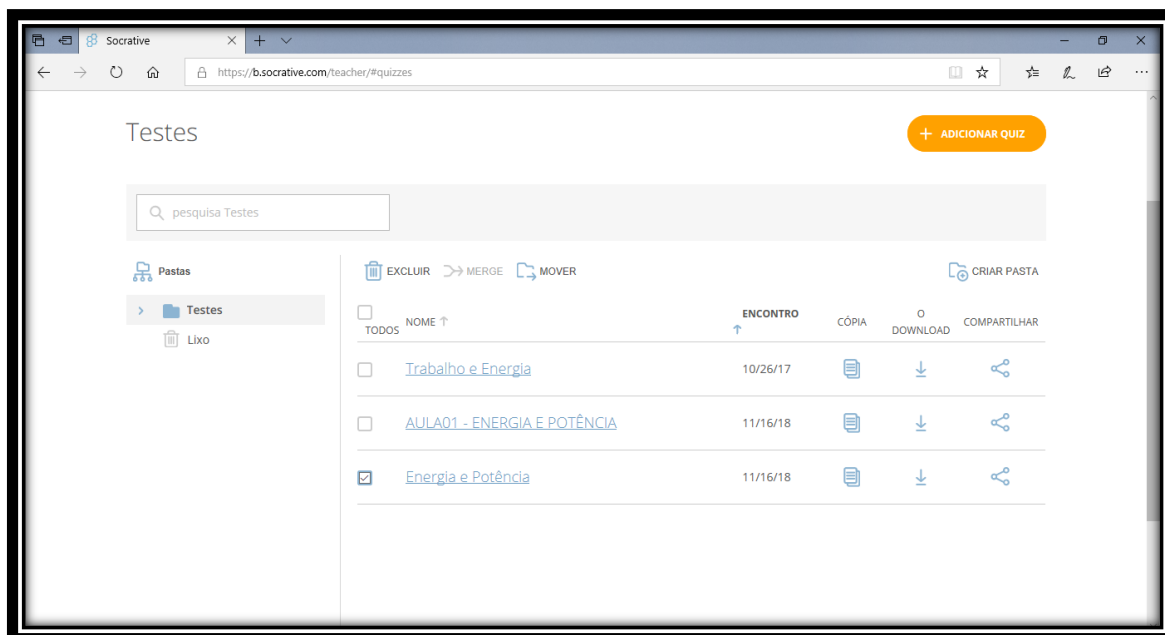 Socrative
https://b.socrative.com/teacher/#quizzes
Testes
+ ADICIONAR QUIZ
pesquisa Testes
Pastas
EXCLUIR MERGE MOVER CRIAR PASTA
Testes
Lixo
TODOS NOME ENCONTRO CÓPIA O DOWNLOAD COMPARTILHAR
Trabalho e Energia 10/26/17
AULA01 - ENERGIA E POTÊNCIA 11/16/18
Energia e Potência 11/16/18